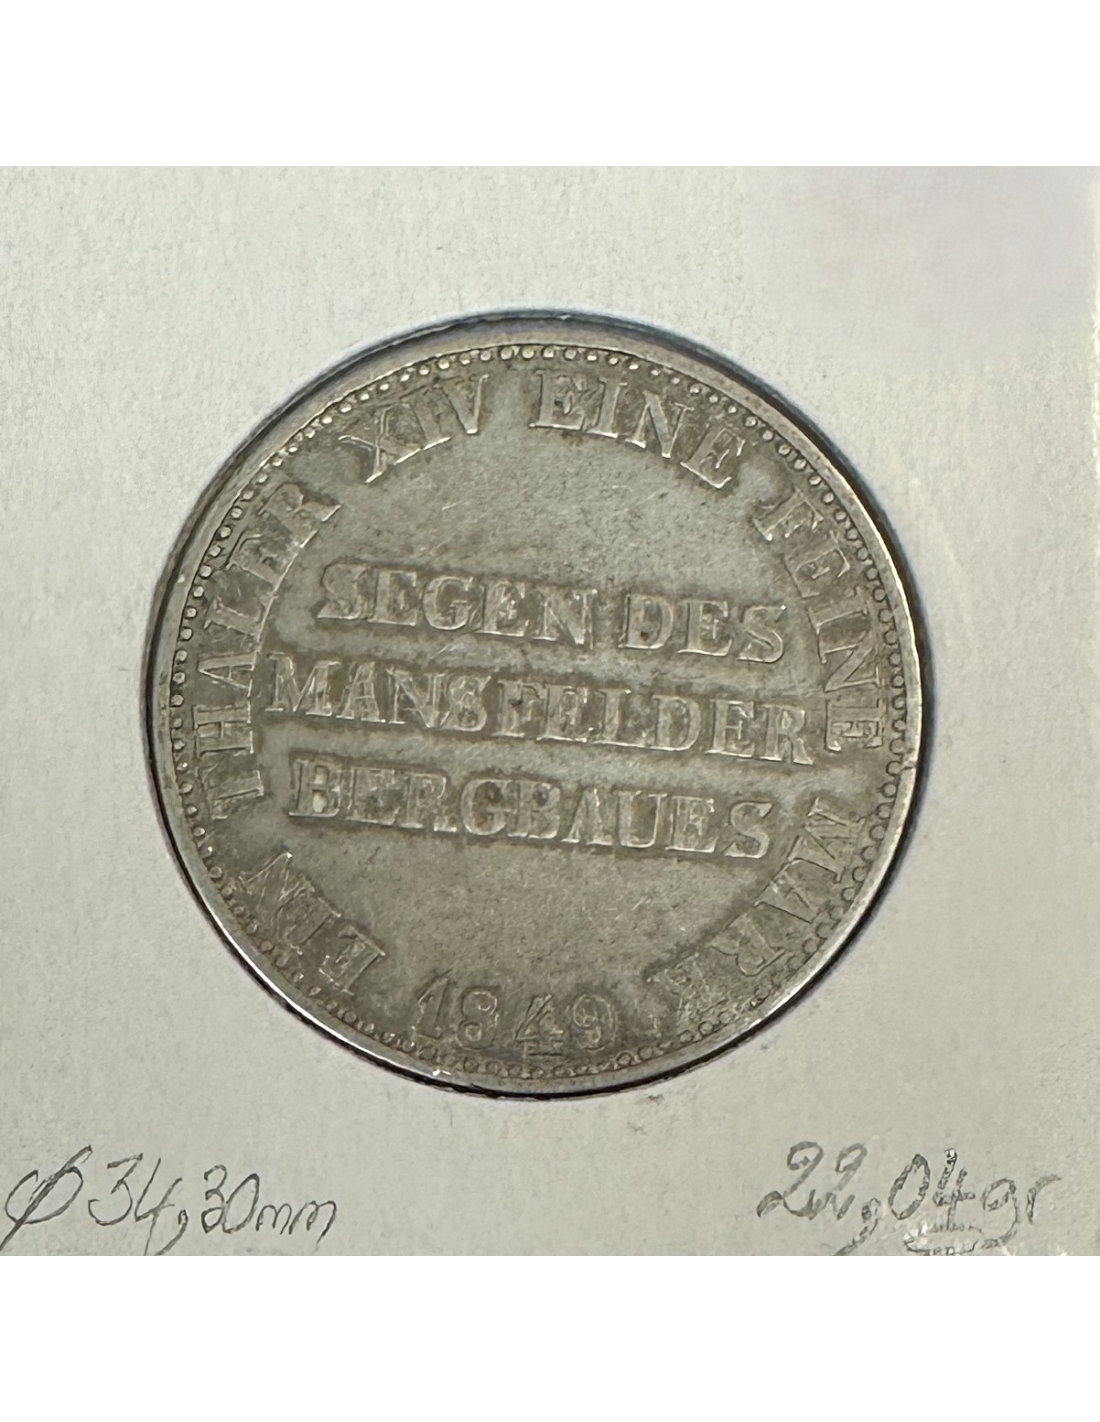 EIN THALER XIV EINE FEINE MARK
SEGEN DES
MANSFELDER
BERGBAUES
1849
Ø 34,30mm
22,04gr